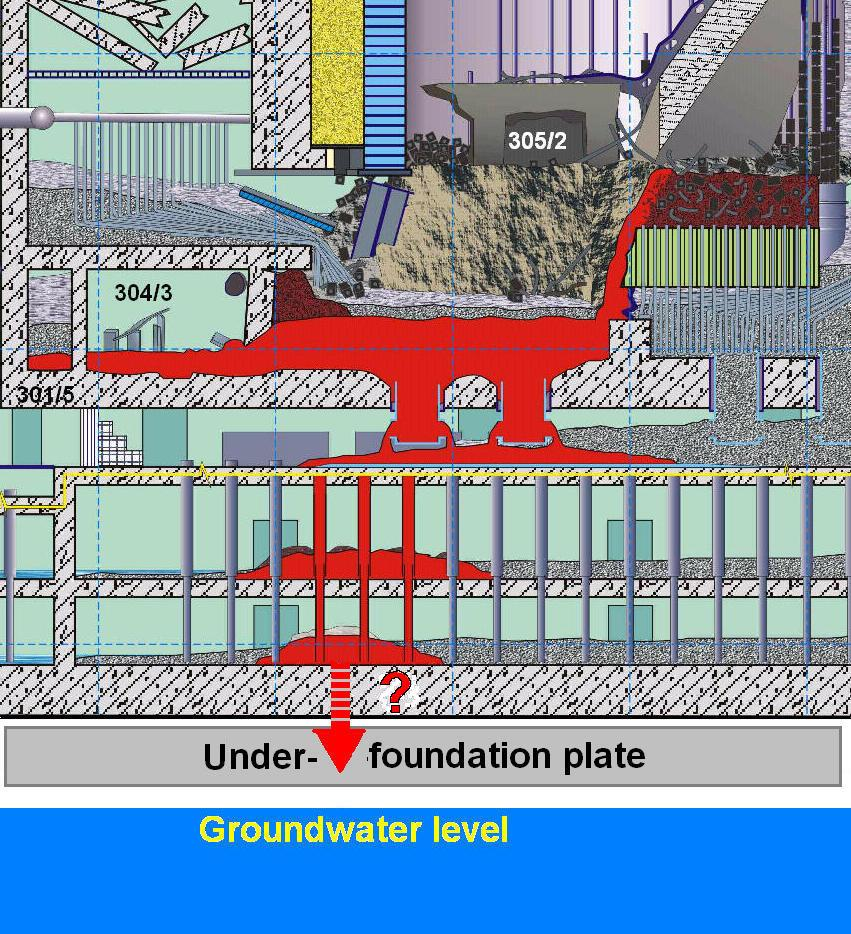 305/2
304/3
301/5
?
Under- -foundation plate
Groundwater level